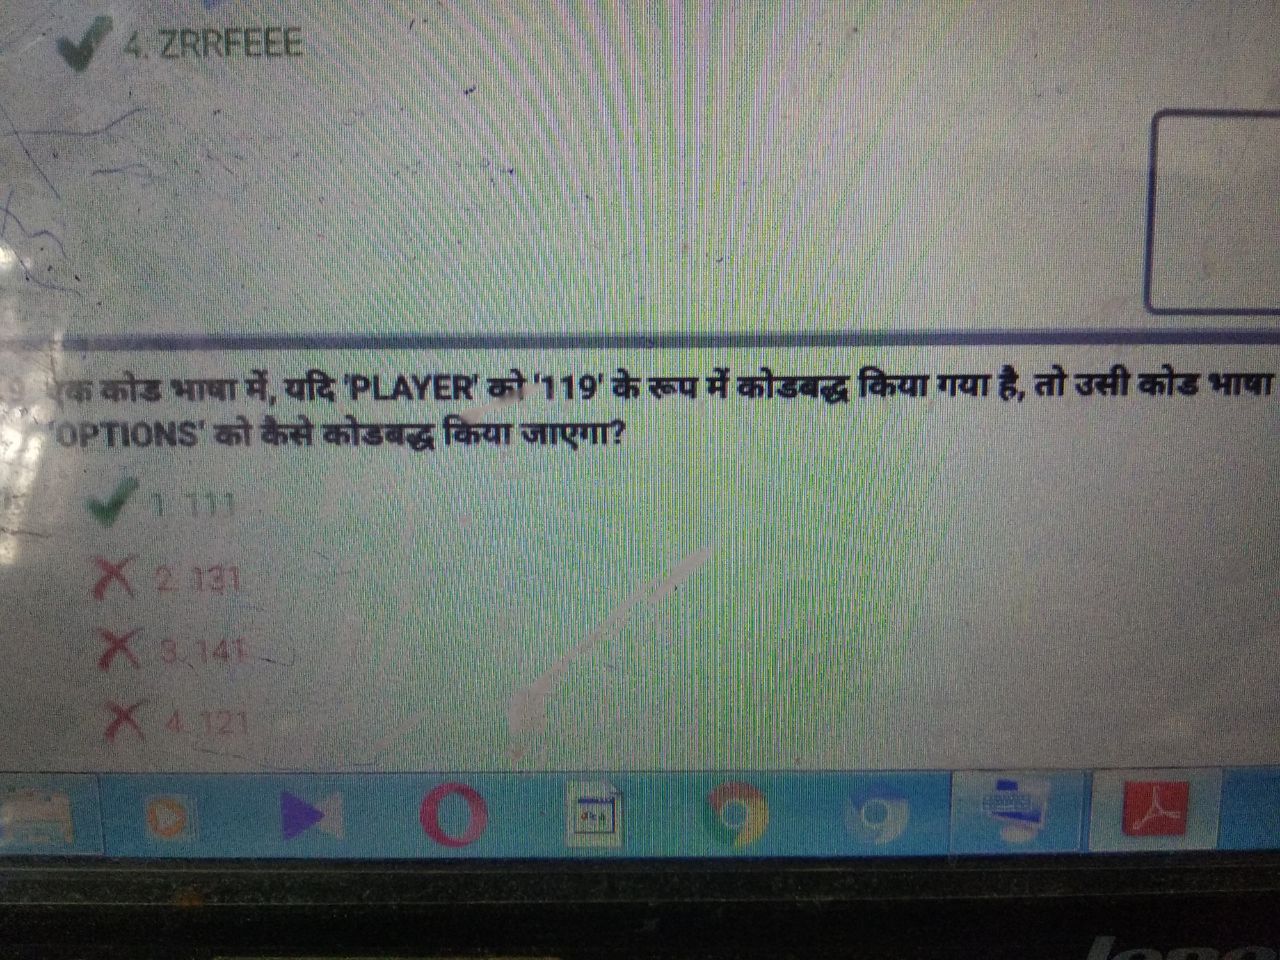 4. ZRRFEEE
एक कोड भाषा में, यदि 'PLAYER' को '119' के रूप में कोडबद्ध किया गया है, तो उसी कोड भाषा
'OPTIONS' को कैसे कोडबद्ध किया जाएगा?
1. 111
2. 131
3. 141
4. 121